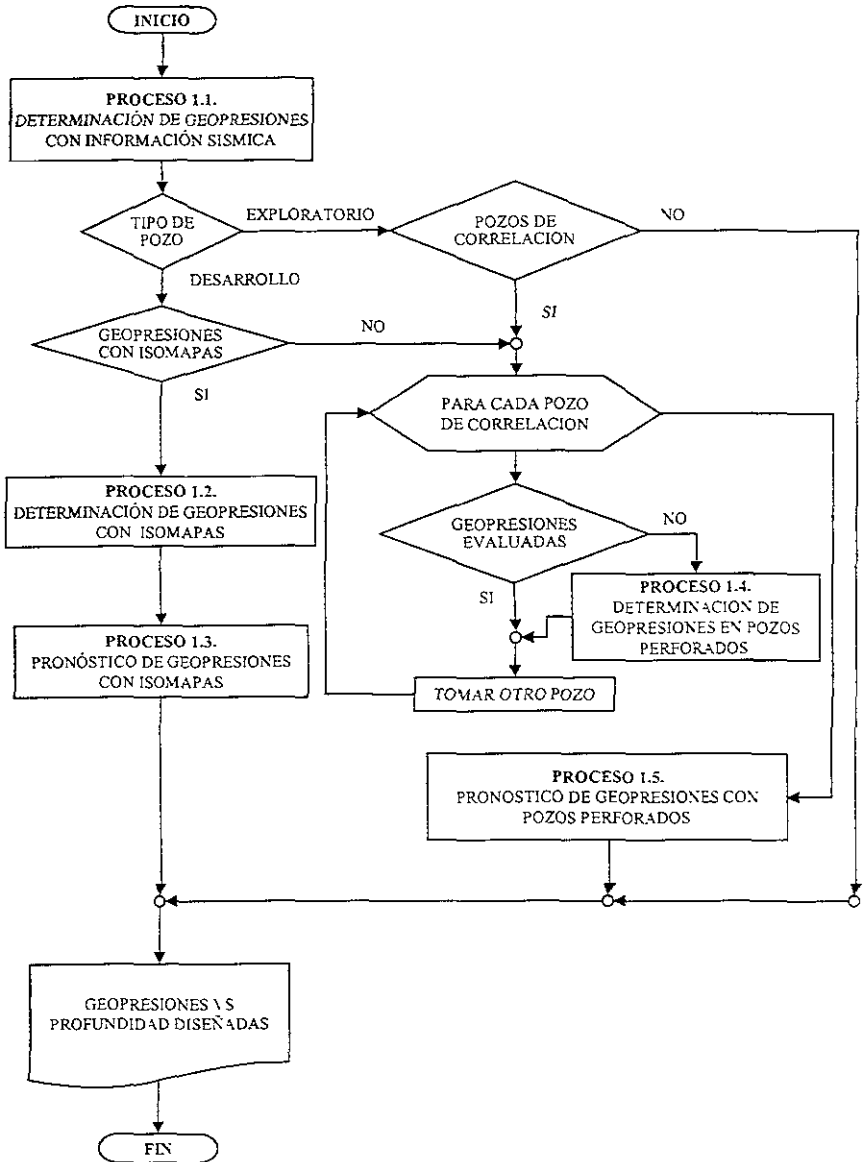 INICIO
PROCESO 1.1.
DETERMINACIÓN DE GEOPRESIONES
CON INFORMACIÓN SISMICA
TIPO DE
POZO
EXPLORATORIO
POZOS DE
CORRELACION
NO
DESARROLLO
SI
GEOPRESIONES
CON ISOMAPAS
NO
SI
PARA CADA POZO
DE CORRELACION
PROCESO 1.2.
DETERMINACIÓN DE GEOPRESIONES
CON ISOMAPAS
GEOPRESIONES
EVALUADAS
NO
SI
PROCESO 1.4.
DETERMINACION DE
GEOPRESIONES EN POZOS
PERFORADOS
PROCESO 1.3.
PRONÓSTICO DE GEOPRESIONES
CON ISOMAPAS
TOMAR OTRO POZO
PROCESO 1.5.
PRONOSTICO DE GEOPRESIONES CON
POZOS PERFORADOS
GEOPRESIONES VS
PROFUNDIDAD DISEÑADAS
FIN